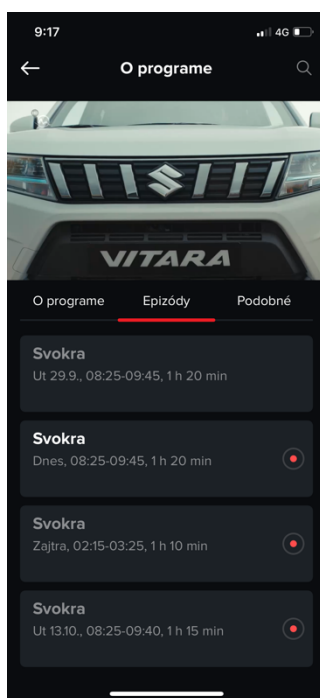 9:17
4G
O programe
VITARA
O programe
Epizódy
Podobné
Svokra
Ut 29.9., 08:25-09:45, 1 h 20 min
Svokra
Dnes, 08:25-09:45, 1 h 20 min
Svokra
Zajtra, 02:15-03:25, 1 h 10 min
Svokra
Ut 13.10., 08:25-09:40, 1 h 15 min